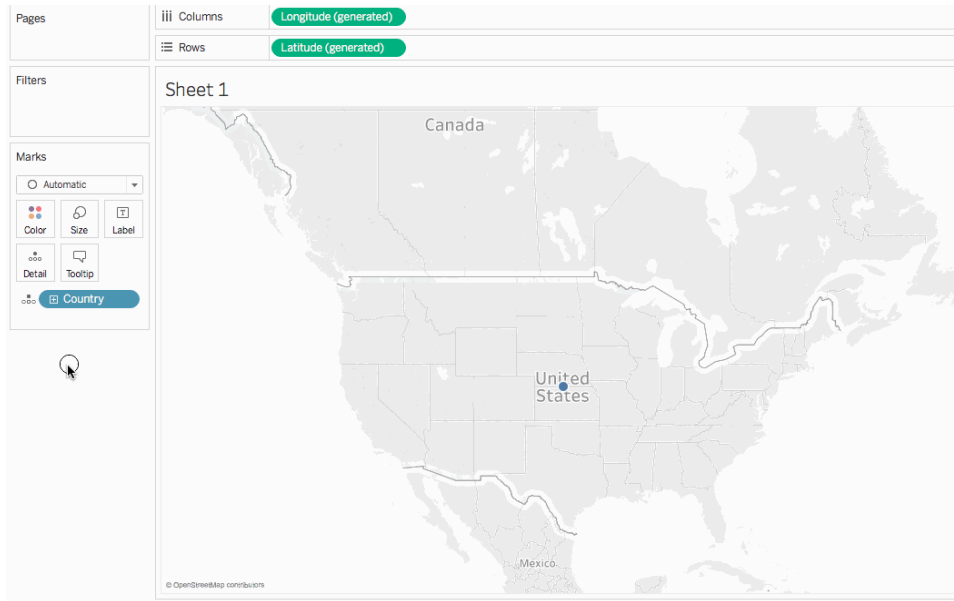 Pages
Columns
Longitude (generated)
Rows
Latitude (generated)
Filters
Sheet 1
Marks
Automatic
Color
Size
Label
Detail
Tooltip
Country
Canada
United
States
Mexico
© OpenStreetMap contributors